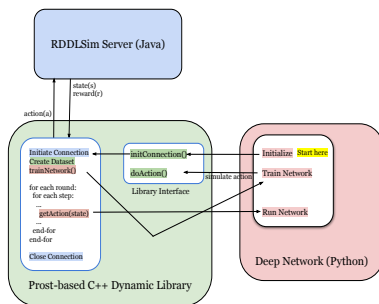 RDDLSim Server (Java)
state(s)
reward(r)
action(a)
Initiate Connection
Create Dataset
trainNetwork()
for each round:
for each step:
...
getAction(state)
...
end-for
end-for
Close Connection
initConnection()
doAction()
Library Interface
simulate action
Prost-based C++ Dynamic Library
Initialize
Start here
Train Network
Run Network
Deep Network (Python)